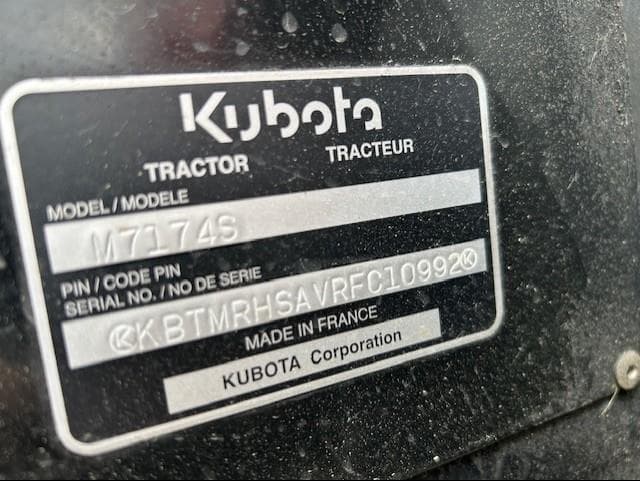 Kubota
TRACTOR TRACTEUR
MODEL / MODELE
M7174S
PIN / CODE PIN
SERIAL NO. / NO DE SERIE
KBTMRHSAVRFC10992
MADE IN FRANCE
KUBOTA Corporation